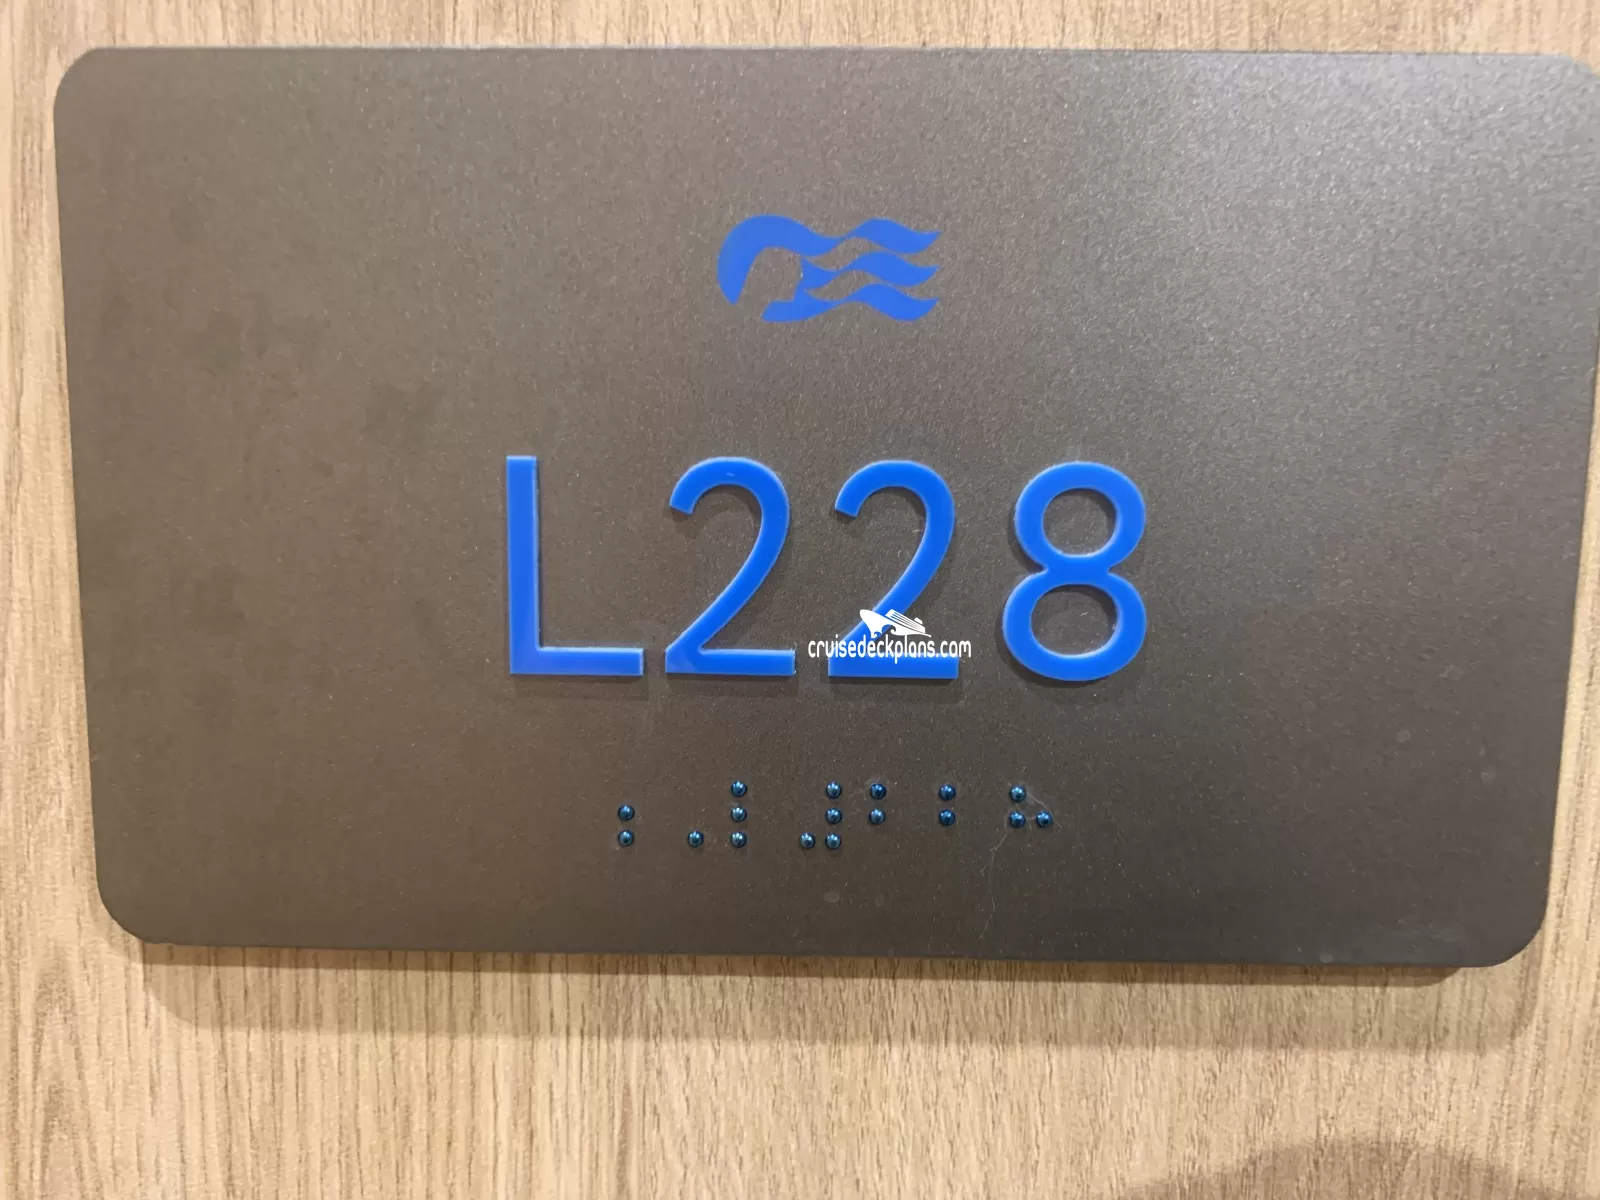 L228
cruisedeckplans.com
⠰⠠⠇⠼⠃⠃⠓